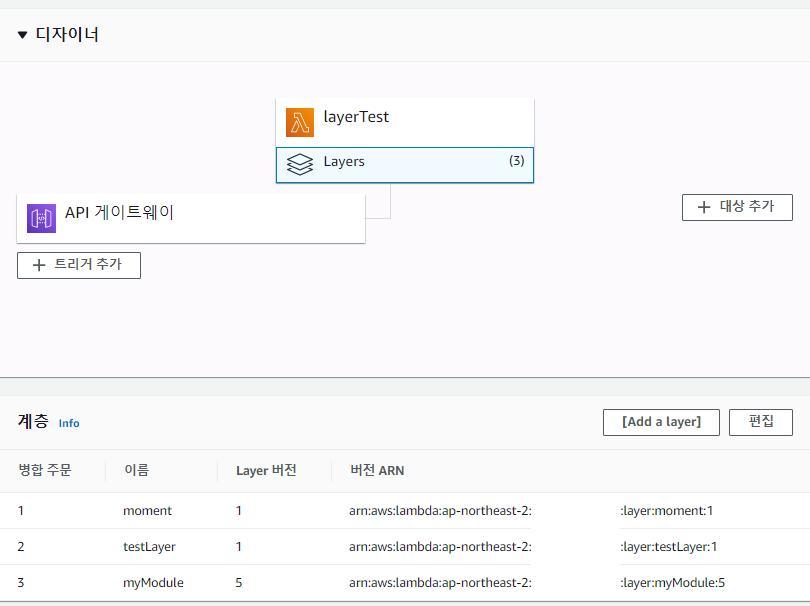 ▼ 디자이너
layerTest
Layers (3)
API 게이트웨이
+ 대상 추가
+ 트리거 추가
계층 Info [Add a layer] 편집
병합 주문 이름 Layer 버전 버전 ARN
1 moment 1 arn:aws:lambda:ap-northeast-2: :layer:moment:1
2 testLayer 1 arn:aws:lambda:ap-northeast-2: :layer:testLayer:1
3 myModule 5 arn:aws:lambda:ap-northeast-2: :layer:myModule:5